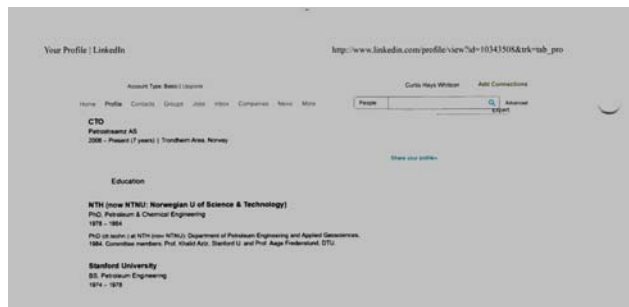 Your Profile | LinkedIn
http://www.linkedin.com/profile/view?id=10343508&trk=tab_pro
Account Type: Basic | Upgrade
Curtis Hays Whitson
Add Connections
Home Profile Contacts Groups Jobs Inbox Companies News More
People
Advanced
Expert
CTO
Petrostreamz AS
2006 – Present (7 years) | Trondheim Area, Norway
Share your profiles
Education
NTH (now NTNU: Norwegian U of Science & Technology)
PhD, Petroleum & Chemical Engineering
1978 – 1984
PhD (dr.techn.) at NTH (now NTNU). Department of Petroleum Engineering and Applied Geosciences.
1984. Committee members: Prof. Khalid Aziz, Stanford U. and Prof. Aage Fredenslund, DTU.
Stanford University
BS, Petroleum Engineering
1974 – 1978